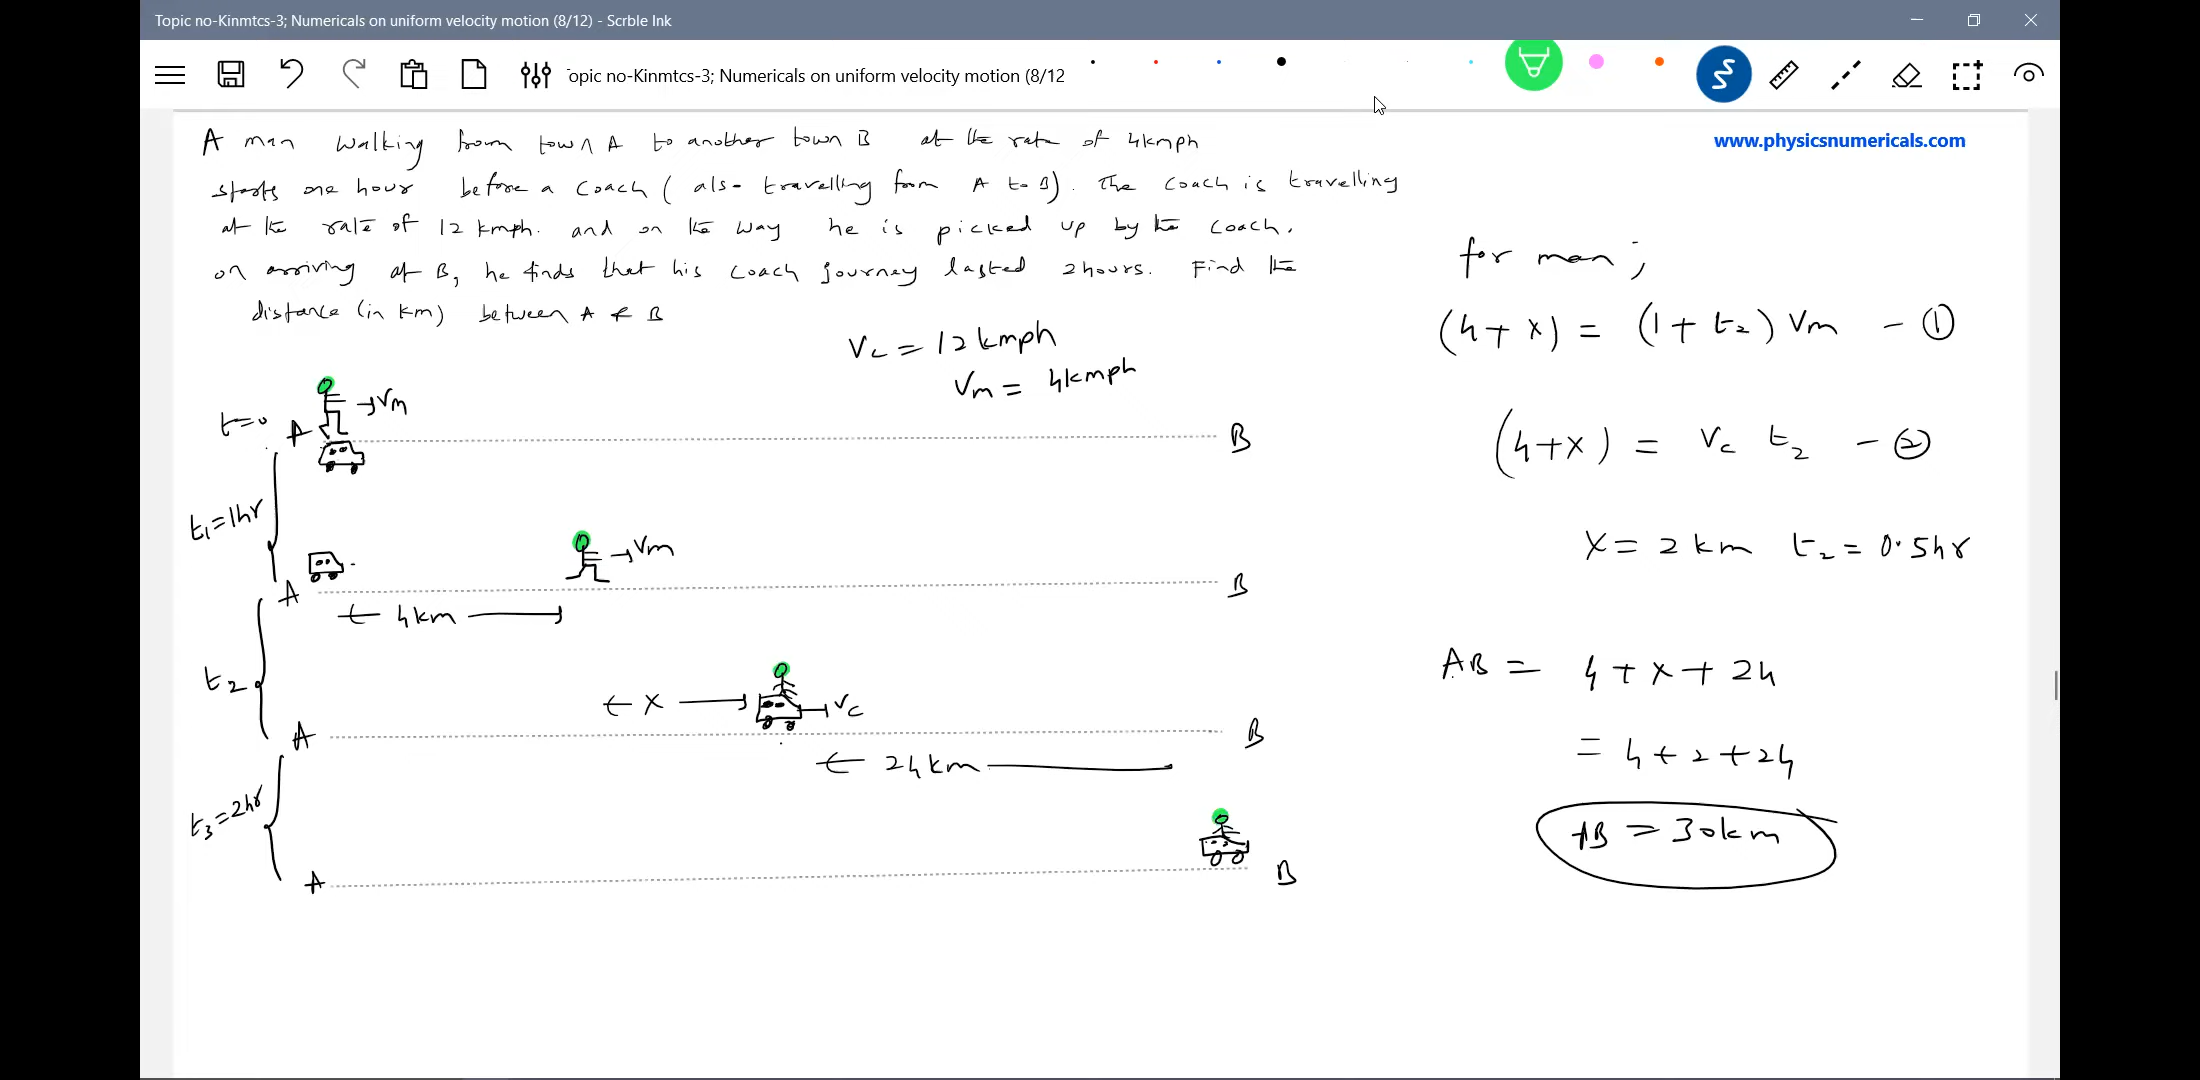 Topic no-Kinmtcs-3; Numericals on uniform velocity motion (8/12) - Scrble Ink
opic no-Kinmtcs-3; Numericals on uniform velocity motion (8/12
www.physicsnumericals.com
A man walking from town A to another town B at the rate of 4kmph
starts one hour before a coach (also travelling from A to B). The coach is travelling
at the rate of 12 kmph. and on the way he is picked up by the coach.
on arriving at B, he finds that his coach journey lasted 2hours. Find the
distance (in km) between A & B
Vc = 12 kmph
Vm = 4kmph
t=0 A →Vm B
t1=1hr
→Vm
A B
← 4km →
t2
← x → →Vc
A B
← 24km
t3=2hr
A B
for man;
(4+x) = (1+t2) Vm - ①
(4+x) = Vc t2 - ②
x = 2 km t2 = 0.5hr
AB = 4 + x + 24
= 4 + 2 + 24
AB = 30km